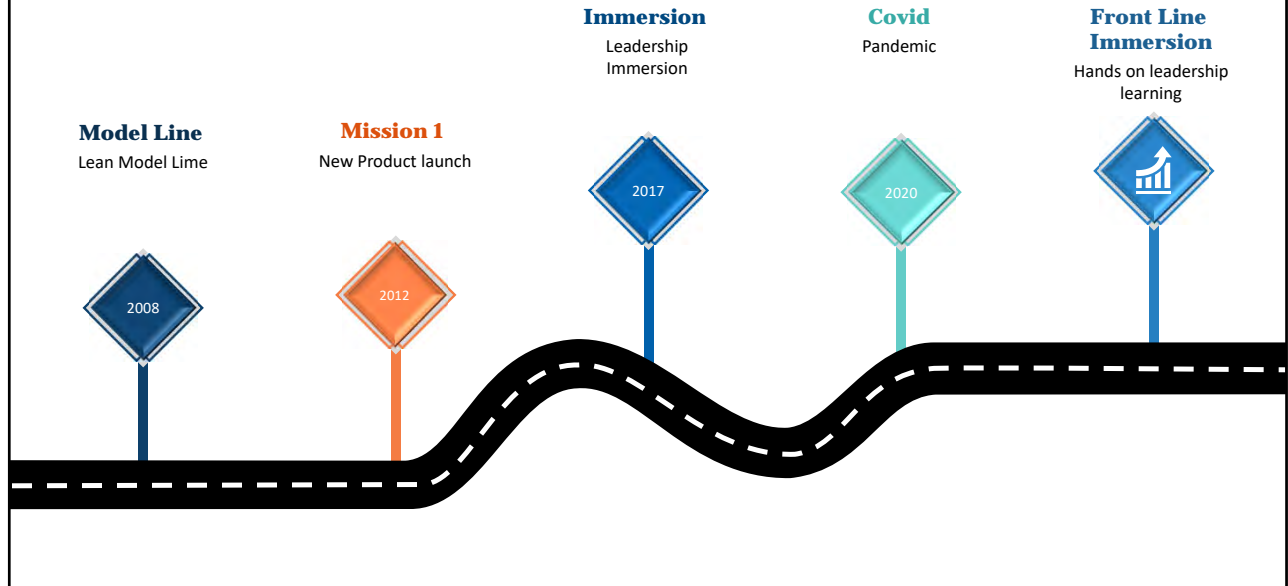 Model Line
Lean Model Lime
2008
Mission 1
New Product launch
2012
Immersion
Leadership
Immersion
2017
Covid
Pandemic
2020
Front Line
Immersion
Hands on leadership
learning